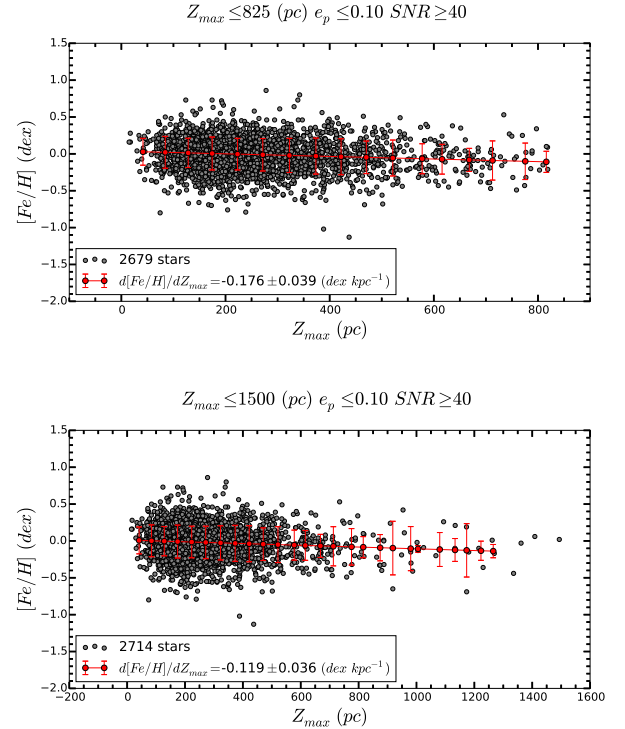 Z_max ≤825 (pc) e_p ≤0.10 SNR ≥40
1.5
1.0
0.5
0.0
−0.5
−1.0
−1.5
−2.0
[Fe/H] (dex)
2679 stars
d[Fe/H]/dZ_max=-0.176±0.039 (dex kpc⁻¹)
0 200 400 600 800
Z_max (pc)
Z_max ≤1500 (pc) e_p ≤0.10 SNR ≥40
1.5
1.0
0.5
0.0
−0.5
−1.0
−1.5
−2.0
[Fe/H] (dex)
2714 stars
d[Fe/H]/dZ_max=-0.119±0.036 (dex kpc⁻¹)
−200 0 200 400 600 800 1000 1200 1400 1600
Z_max (pc)